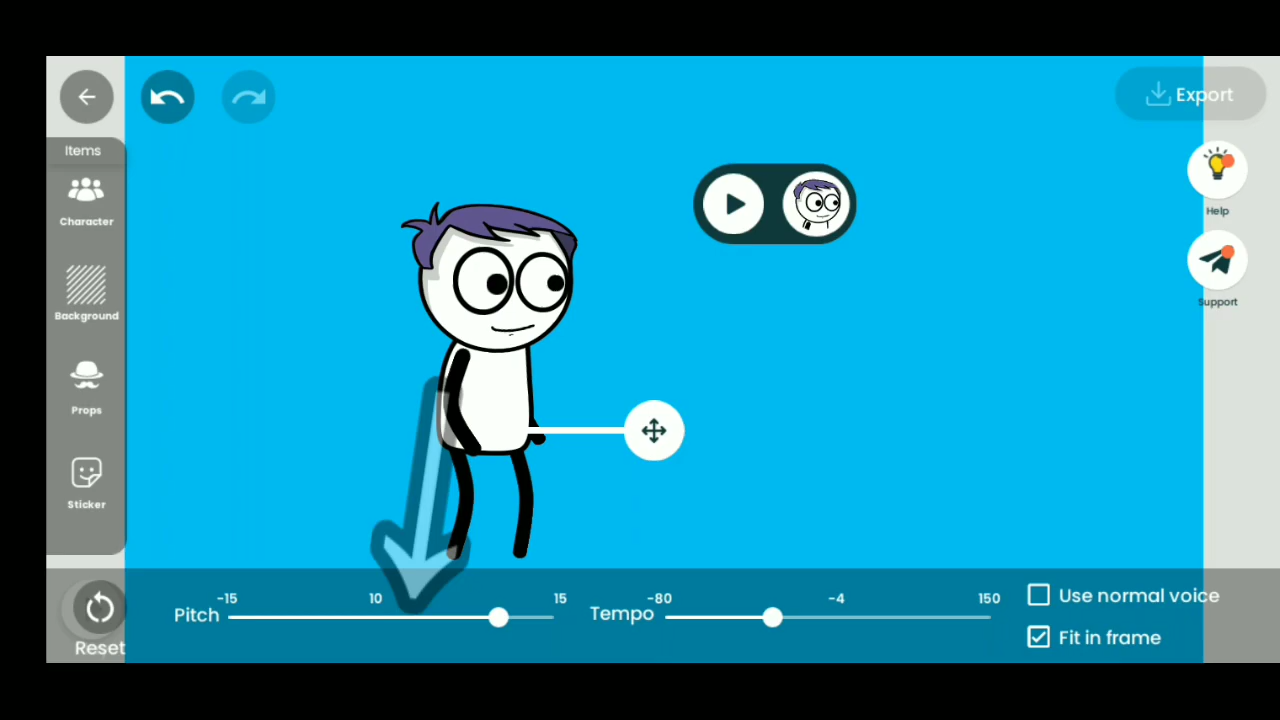 Export
Items
Character
Help
Background
Support
Props
Sticker
-15 10 15 -80 -4 150
Pitch Tempo
Use normal voice
Fit in frame
Reset